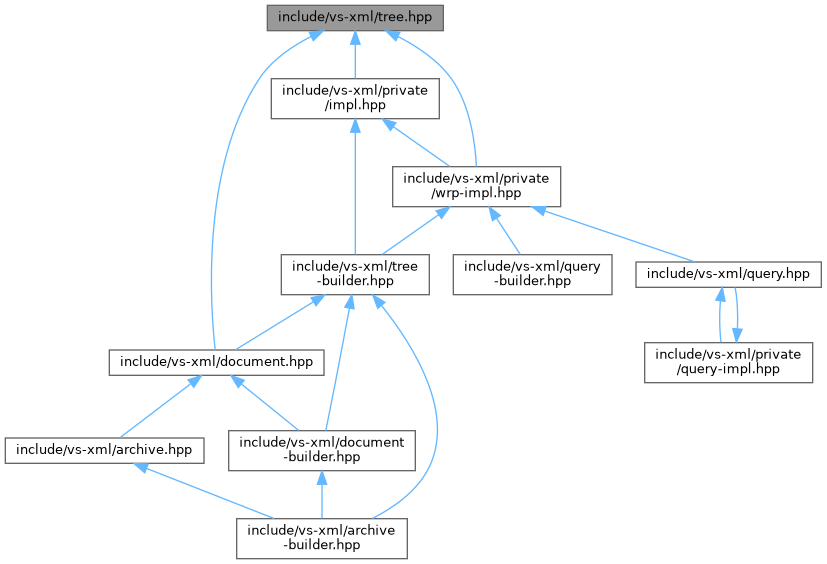 include/vs-xml/tree.hpp
include/vs-xml/private
/impl.hpp
include/vs-xml/private
/wrp-impl.hpp
include/vs-xml/tree
-builder.hpp
include/vs-xml/query
-builder.hpp
include/vs-xml/query.hpp
include/vs-xml/document.hpp
include/vs-xml/private
/query-impl.hpp
include/vs-xml/archive.hpp
include/vs-xml/document
-builder.hpp
include/vs-xml/archive
-builder.hpp